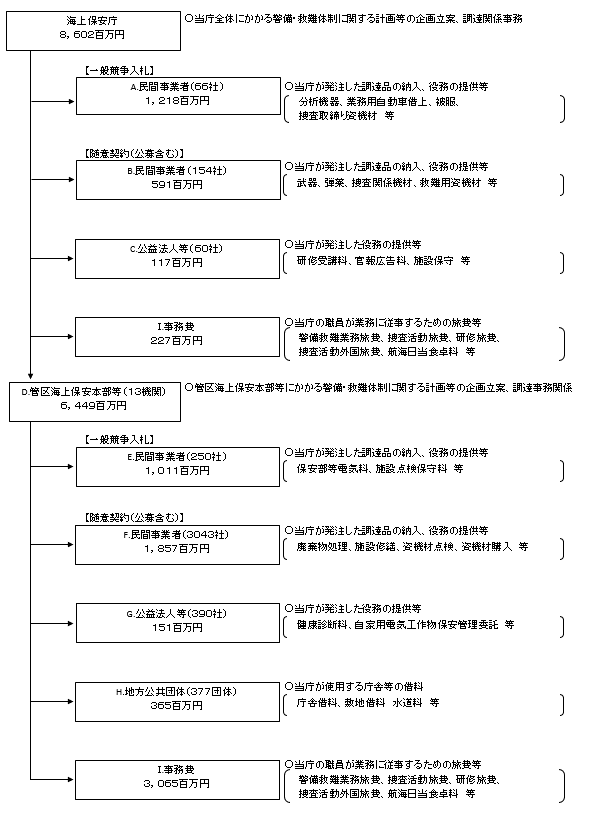 海上保安庁
8,602百万円
○当庁全体にかかる警備・救難体制に関する計画等の企画立案、調達関係事務
【一般競争入札】
A.民間事業者(66社)
1,218百万円
○当庁が発注した調達品の納入、役務の提供等
分析機器、業務用自動車借上、被服、
捜査取締り資機材 等
【随意契約(公募含む)】
B.民間事業者(154社)
591百万円
○当庁が発注した調達品の納入、役務の提供等
武器、弾薬、捜査関係機材、救難用資機材 等
C.公益法人等(60社)
117百万円
○当庁が発注した役務の提供等
研修受講料、官報広告料、施設保守 等
I.事務費
227百万円
○当庁の職員が業務に従事するための旅費等
警備救難業務旅費、捜査活動旅費、研修旅費、
捜査活動外国旅費、航海日当食卓料 等
D.管区海上保安本部等(13機関)
6,449百万円
○管区海上保安本部等にかかる警備・救難体制に関する計画等の企画立案、調達事務関係
【一般競争入札】
E.民間事業者(250社)
1,011百万円
○当庁が発注した調達品の納入、役務の提供等
保安部等電気料、施設点検保守料 等
【随意契約(公募含む)】
F.民間事業者(3043社)
1,857百万円
○当庁が発注した調達品の納入、役務の提供等
廃棄物処理、施設修繕、資機材点検、資機材購入 等
G.公益法人等(390社)
151百万円
○当庁が発注した役務の提供等
健康診断料、自家用電気工作物保安管理委託 等
H.地方公共団体(377団体)
365百万円
○当庁が使用する庁舎等の借料
庁舎借料、敷地借料 水道料 等
I.事務費
3,065百万円
○当庁の職員が業務に従事するための旅費等
警備救難業務旅費、捜査活動旅費、研修旅費、
捜査活動外国旅費、航海日当食卓料 等